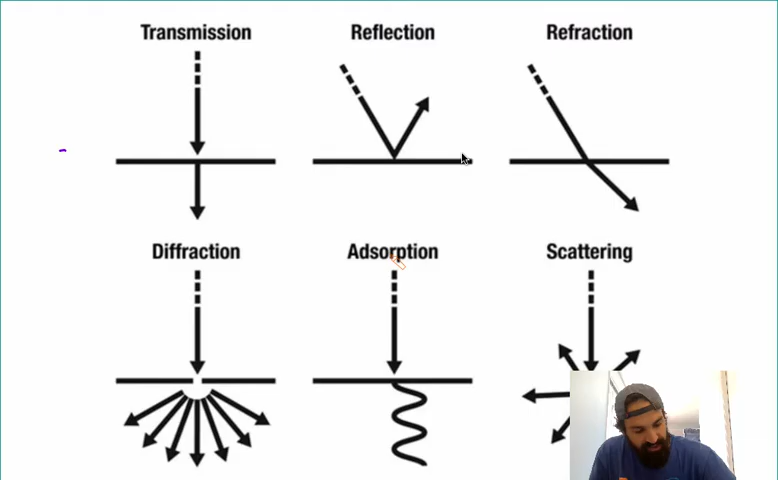 Transmission
Reflection
Refraction
Diffraction
Adsorption
Scattering